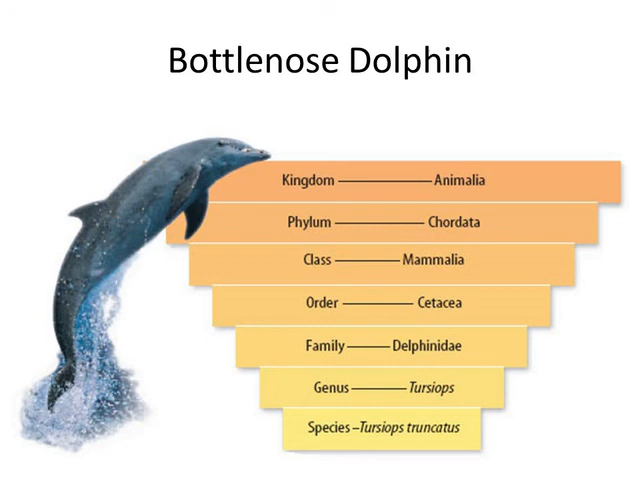 Bottlenose Dolphin
Kingdom — Animalia
Phylum — Chordata
Class — Mammalia
Order — Cetacea
Family — Delphinidae
Genus — Tursiops
Species –Tursiops truncatus